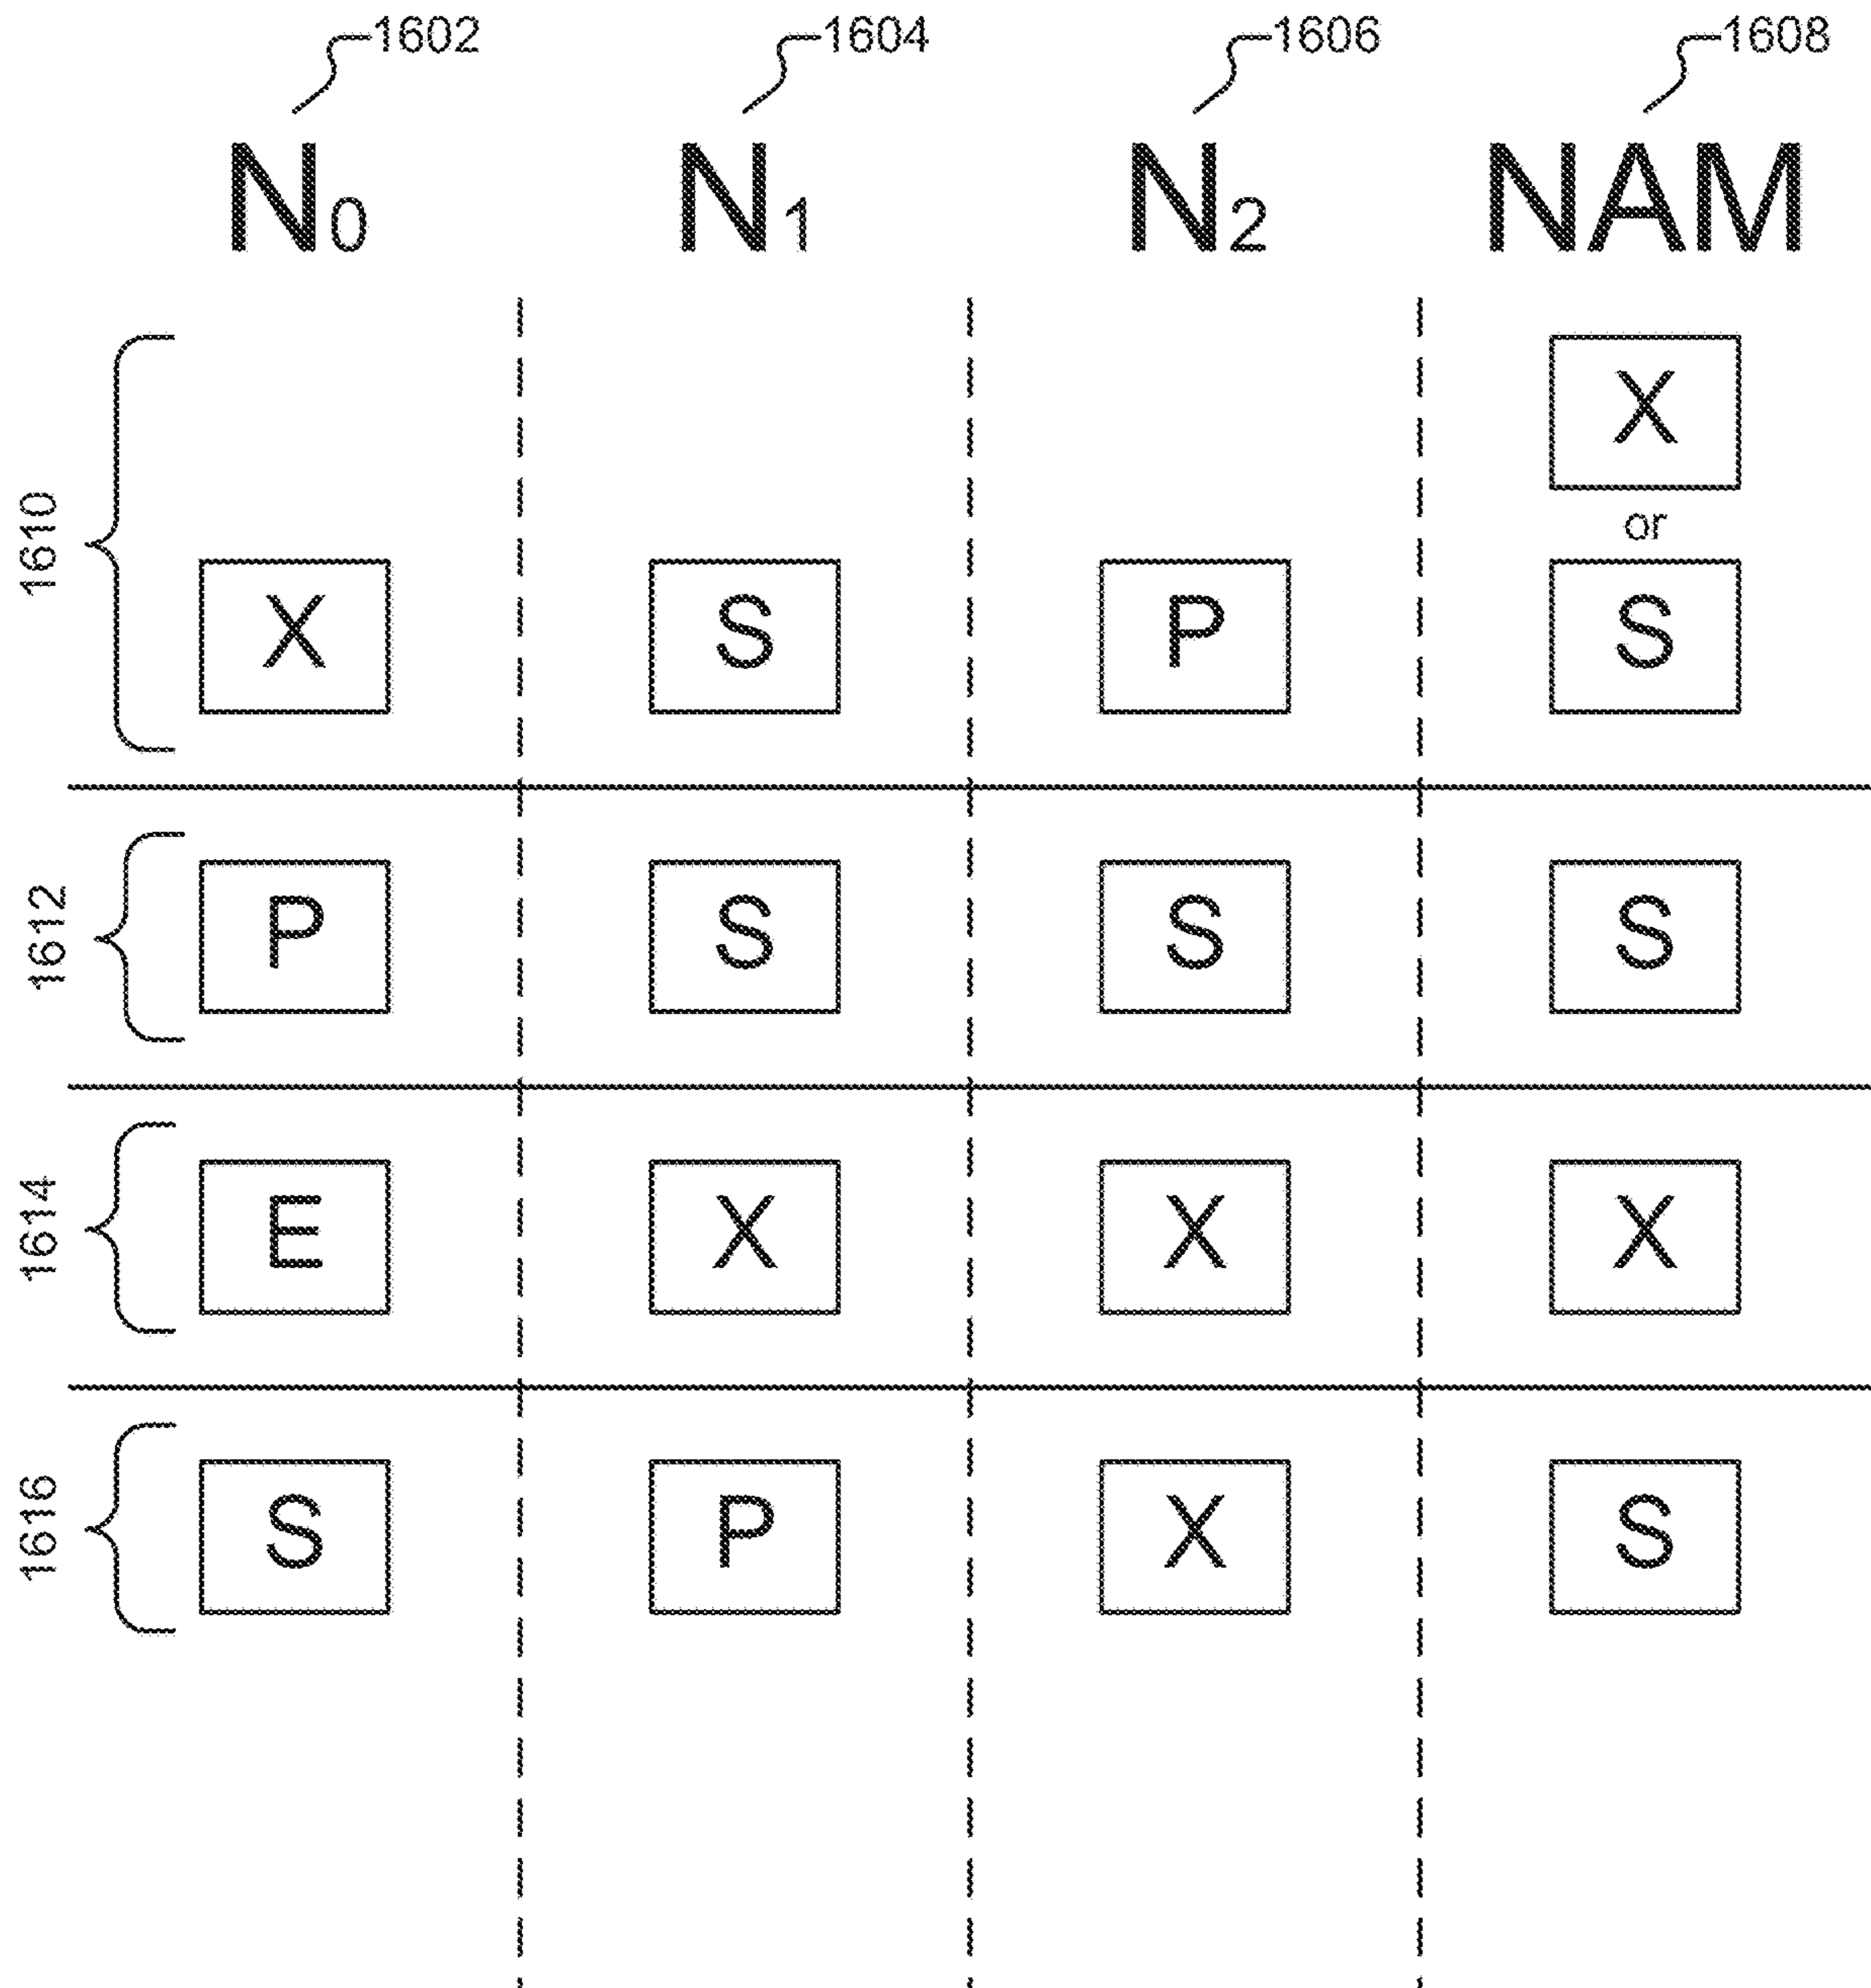 1602 1604 1606 1608
N0 N1 N2 NAM
X
or
1610 X S P S
1612 P S S S
1614 E X X X
1616 S P X S